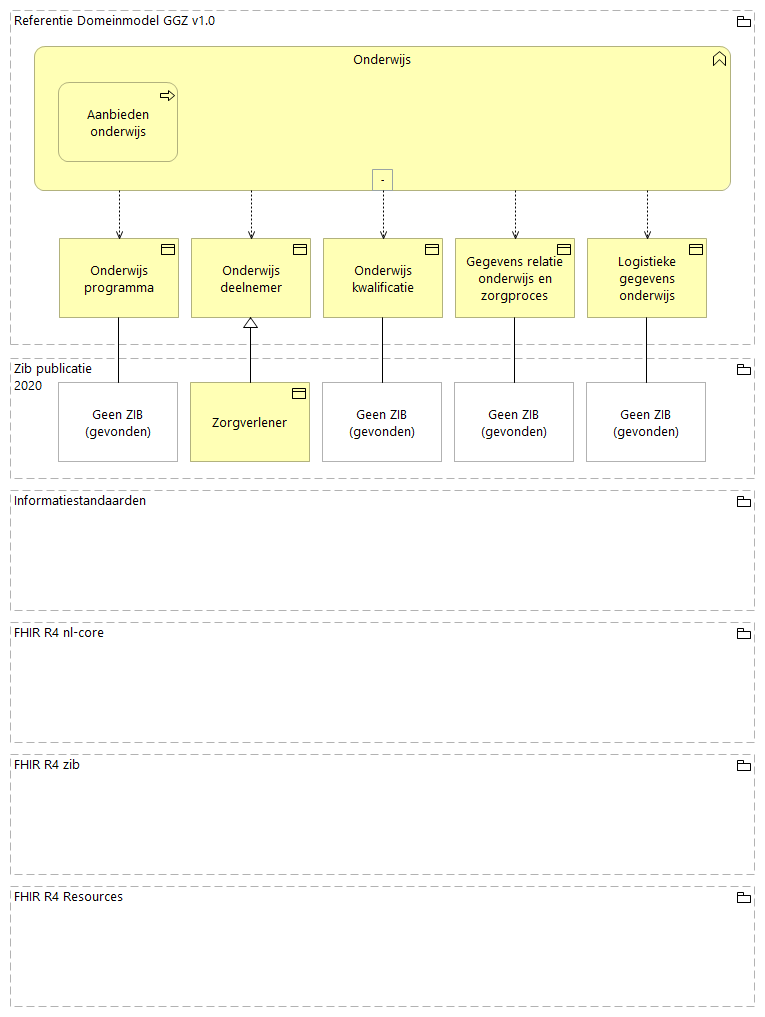 Referentie Domeinmodel GGZ v1.0
Onderwijs
Aanbieden
onderwijs
-
Onderwijs
programma
Onderwijs
deelnemer
Onderwijs
kwalificatie
Gegevens relatie
onderwijs en
zorgproces
Logistieke
gegevens
onderwijs
Zib publicatie
2020
Geen ZIB
(gevonden)
Zorgverlener
Geen ZIB
(gevonden)
Geen ZIB
(gevonden)
Geen ZIB
(gevonden)
Informatiestandaarden
FHIR R4 nl-core
FHIR R4 zib
FHIR R4 Resources